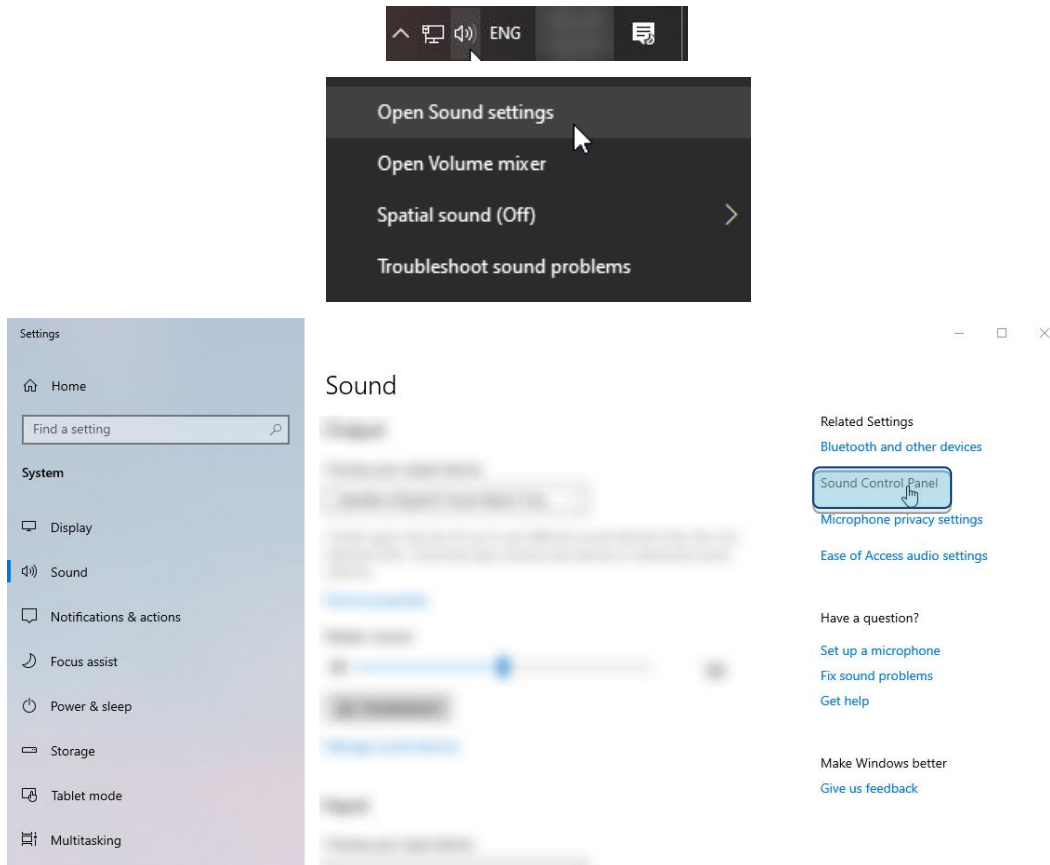 ENG
Open Sound settings
Open Volume mixer
Spatial sound (Off)
Troubleshoot sound problems
Settings
Home
Find a setting
System
Display
Sound
Notifications & actions
Focus assist
Power & sleep
Storage
Tablet mode
Multitasking
Sound
Related Settings
Bluetooth and other devices
Sound Control Panel
Microphone privacy settings
Ease of Access audio settings
Have a question?
Set up a microphone
Fix sound problems
Get help
Make Windows better
Give us feedback